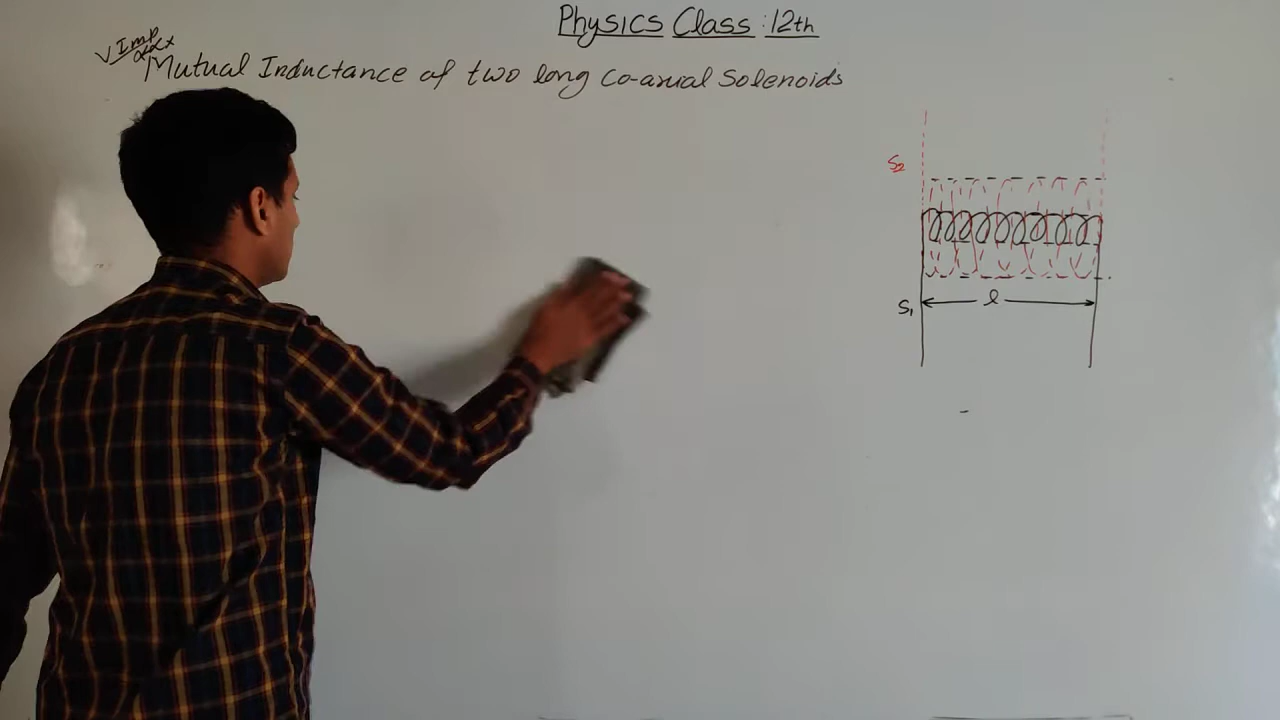 Physics Class : 12th
V Imp
Mutual Inductance of two long Co-axial Solenoids
S2
S1
l